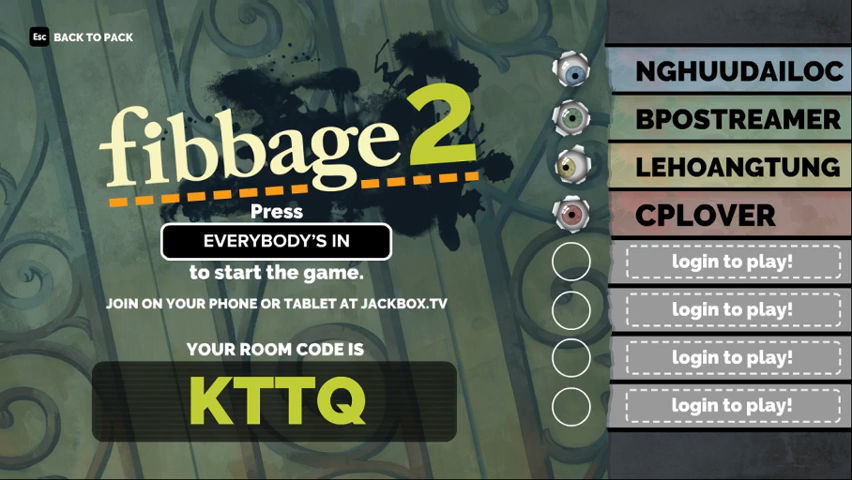 Esc BACK TO PACK
fibbage 2
Press
EVERYBODY'S IN
to start the game.
JOIN ON YOUR PHONE OR TABLET AT JACKBOX.TV
YOUR ROOM CODE IS
KTTQ
NGHUUDAILOC
BPOSTREAMER
LEHOANGTUNG
CPLOVER
login to play!
login to play!
login to play!
login to play!